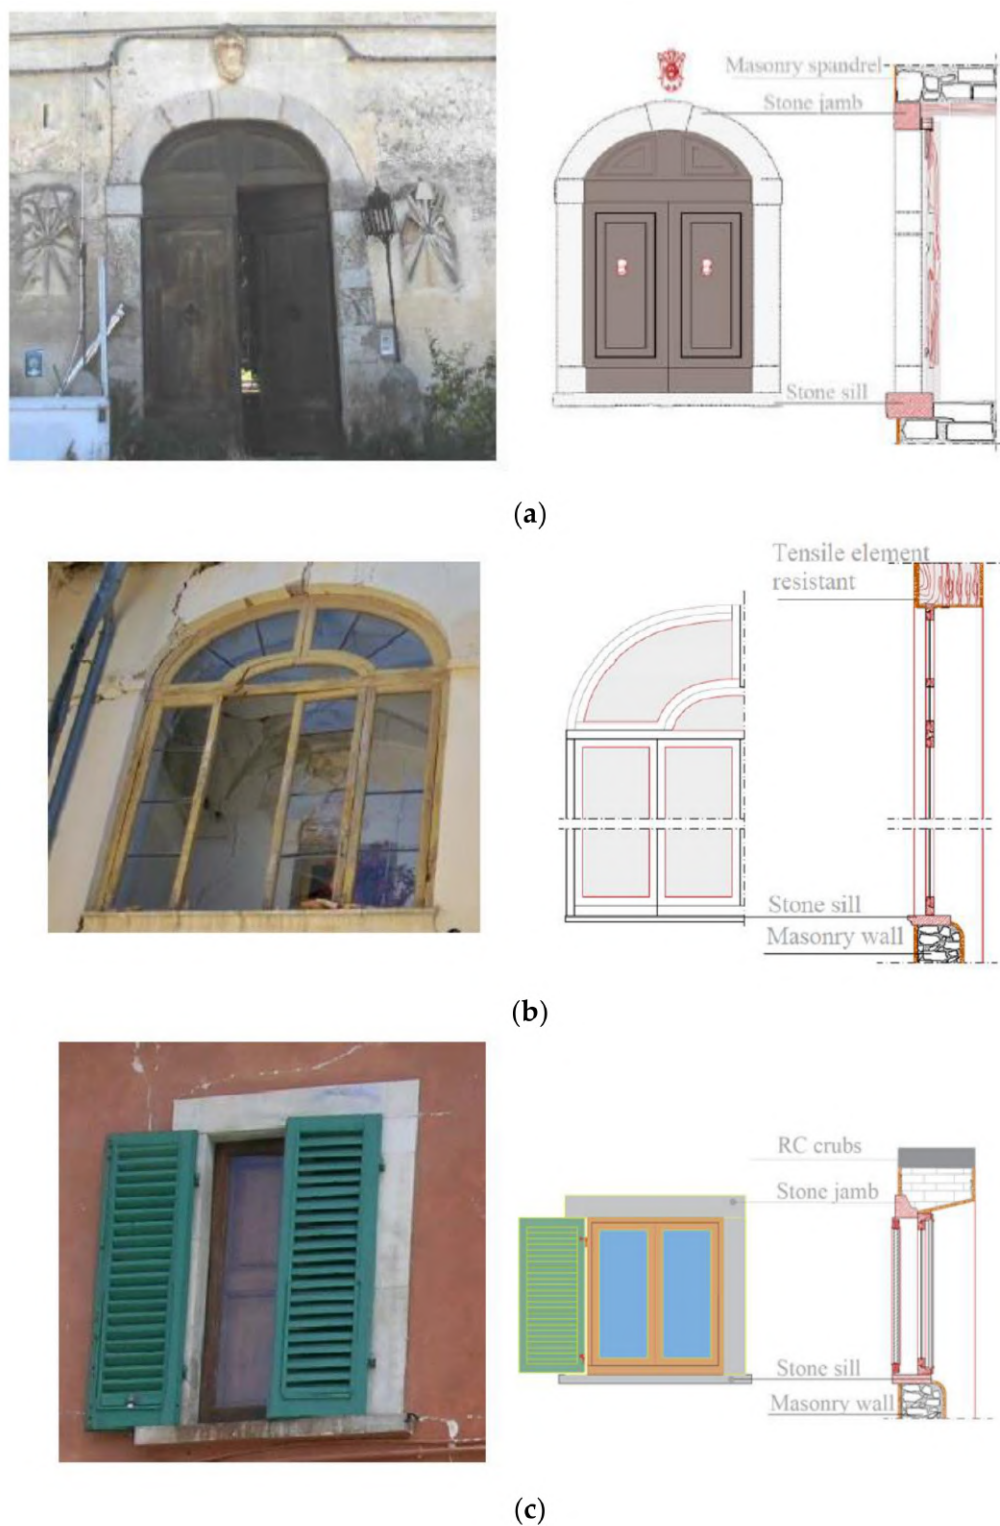 Masonry spandrel
Stone jamb
Stone sill
(a)
Tensile element
resistant
Stone sill
Masonry wall
(b)
RC crubs
Stone jamb
Stone sill
Masonry wall
(c)